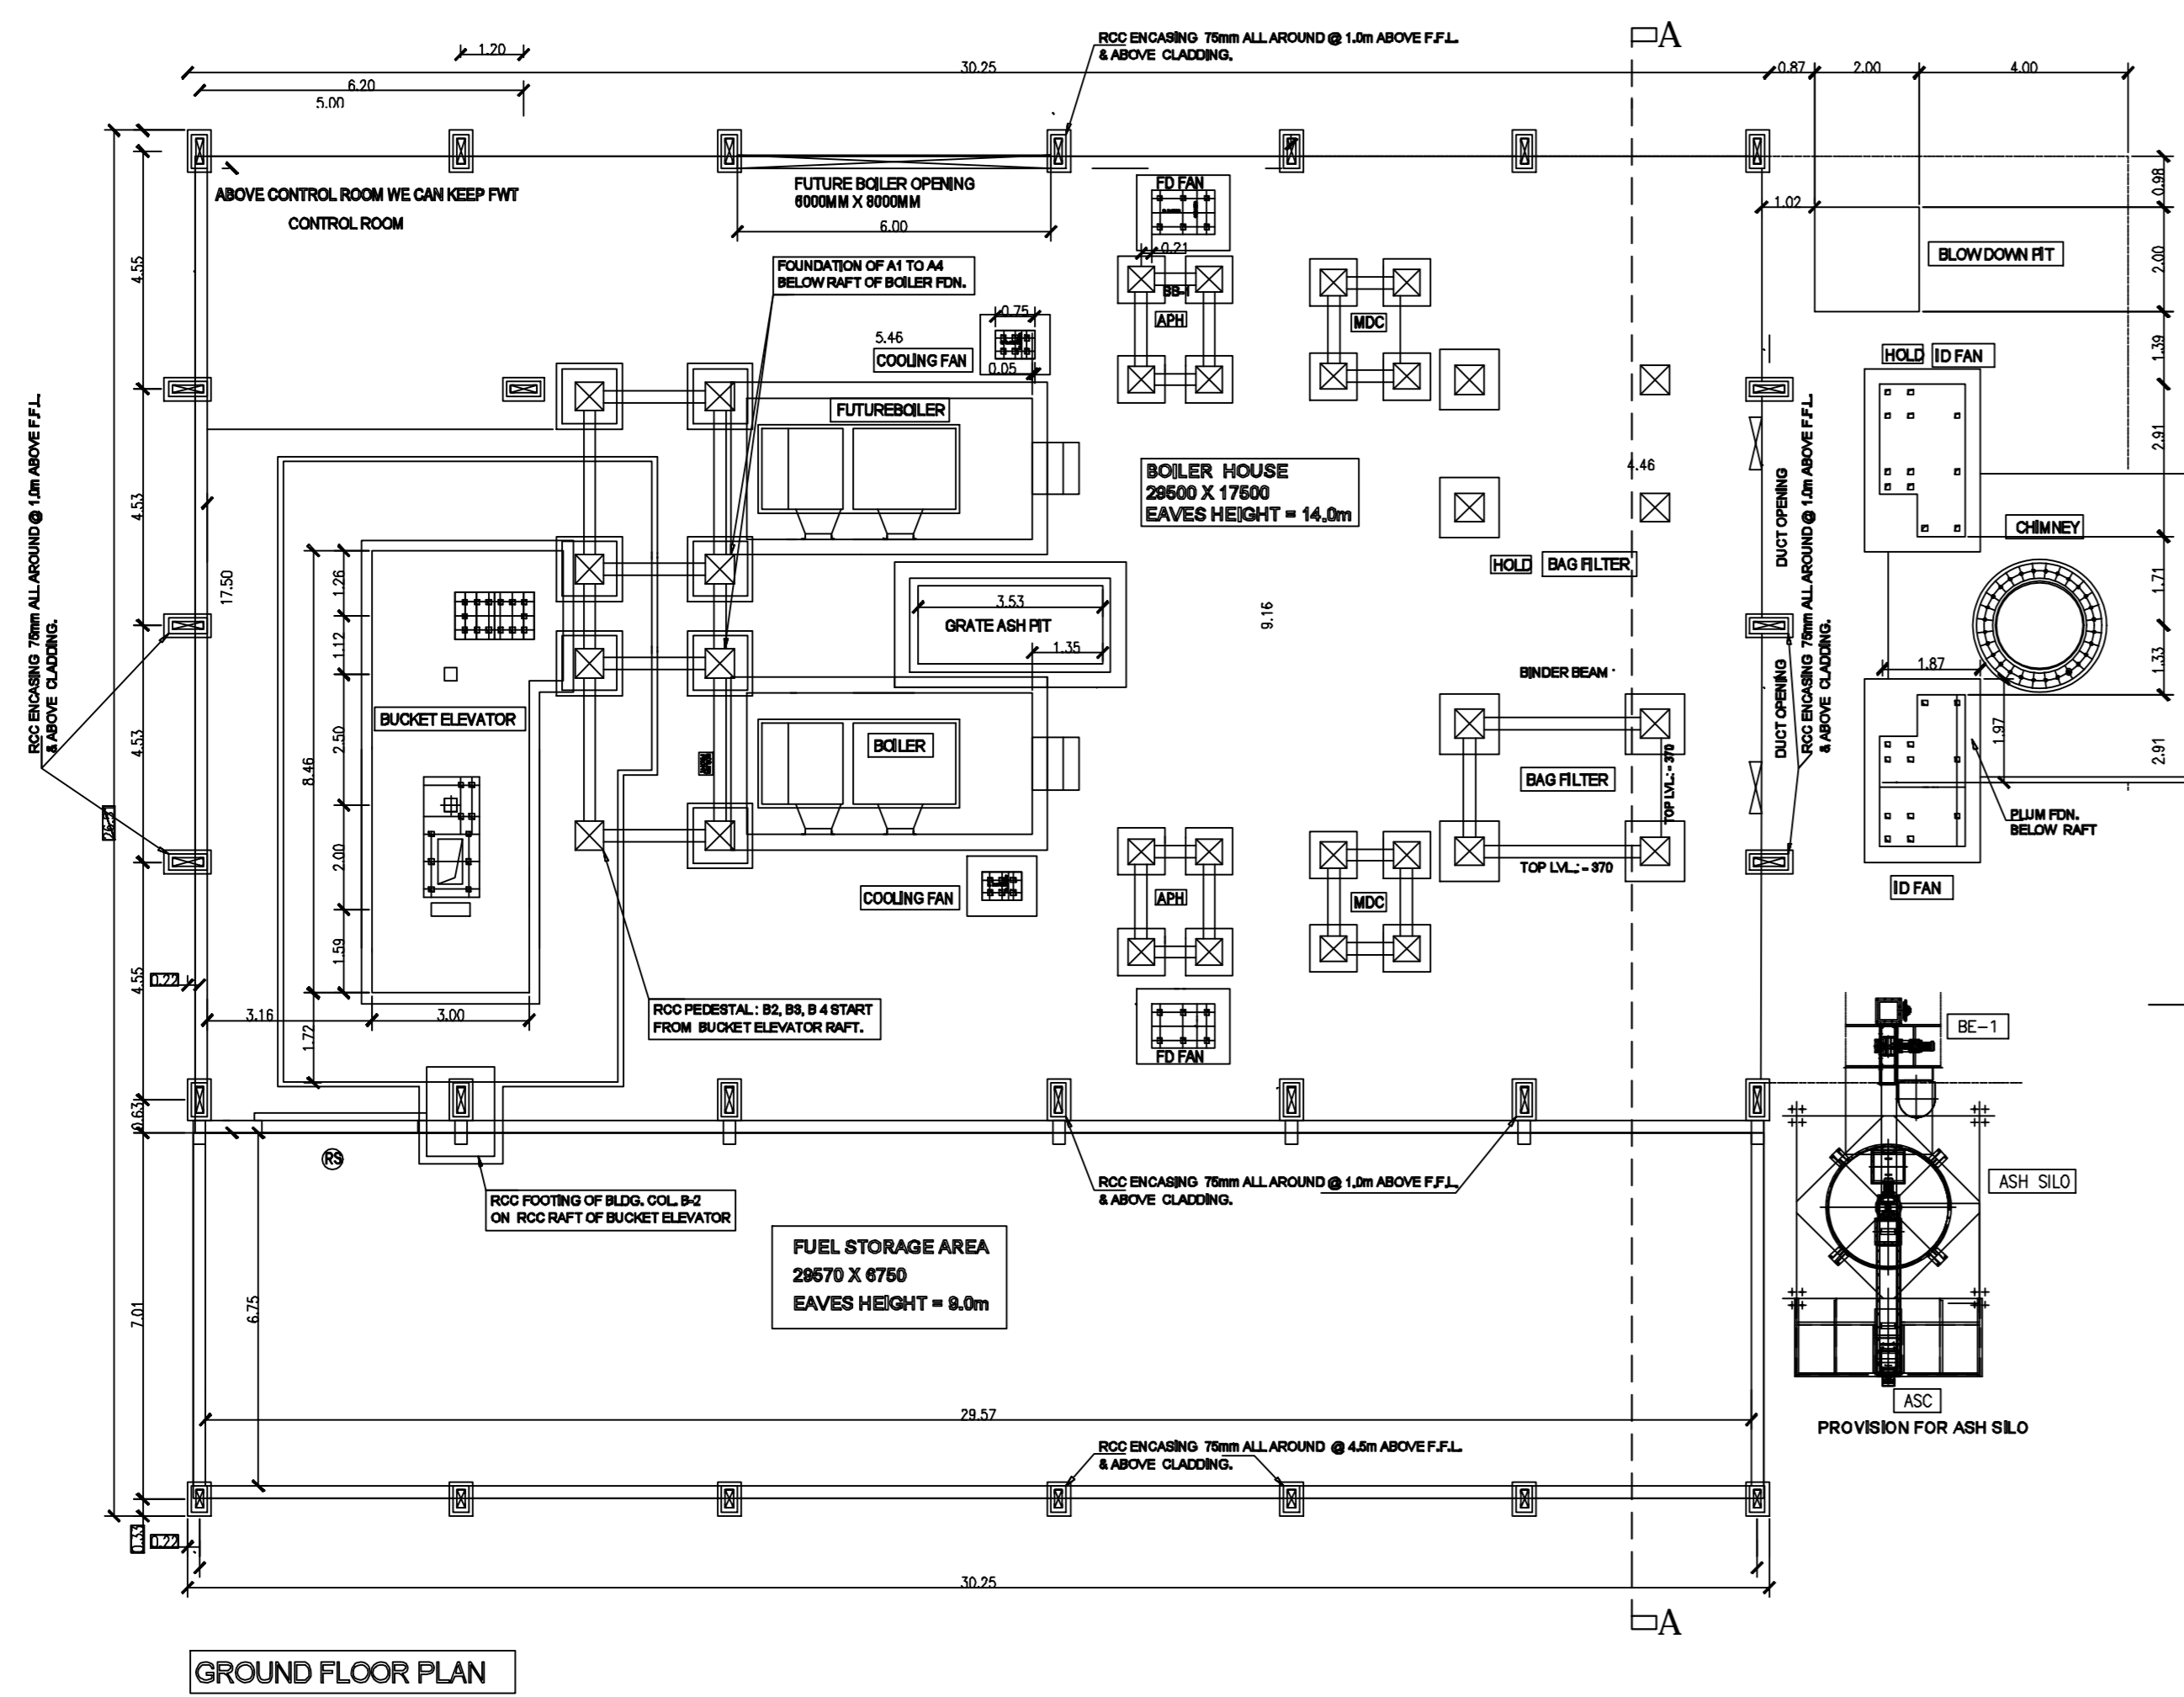 A
RCC ENCASING 75mm ALL AROUND @ 1.0m ABOVE F.F.L.
& ABOVE CLADDING.
1.20
30.25
0.87
2.00
4.00
6.20
5.00
ABOVE CONTROL ROOM WE CAN KEEP FWT
CONTROL ROOM
FUTURE BOILER OPENING
6000MM X 8000MM
6.00
FD FAN
0.21
1.02
0.98
BLOW DOWN PIT
2.00
4.55
FOUNDATION OF A1 TO A4
BELOW RAFT OF BOILER FDN.
BB-1
APH
MDC
0.75
5.46
COOLING FAN
0.05
HOLD
ID FAN
1.39
FUTUREBOILER
BOILER HOUSE
29500 X 17500
EAVES HEIGHT = 14.0m
4.46
2.91
RCC ENCASING 75mm ALL AROUND @ 1.0m ABOVE F.F.L.
& ABOVE CLADDING.
4.53
17.50
DUCT OPENING
RCC ENCASING 75mm ALL AROUND @ 1.0m ABOVE F.F.L.
& ABOVE CLADDING.
CHIMNEY
HOLD
BAG FILTER
1.26
1.12
3.53
GRATE ASH PIT
1.35
9.16
1.71
1.33
1.87
BINDER BEAM
BUCKET ELEVATOR
2.50
8.46
4.53
BOILER
BAG FILTER
TOP LVL.: - 370
DUCT OPENING
1.97
2.91
PLUM FDN.
BELOW RAFT
TOP LVL.: - 370
2.00
COOLING FAN
APH
MDC
ID FAN
1.59
4.55
0.22
3.16
3.00
1.72
RCC PEDESTAL : B2, B3, B 4 START
FROM BUCKET ELEVATOR RAFT.
FD FAN
BE-1
0.63
RS
RCC FOOTING OF BLDG. COL. B-2
ON RCC RAFT OF BUCKET ELEVATOR
RCC ENCASING 75mm ALL AROUND @ 1.0m ABOVE F.F.L.
& ABOVE CLADDING.
ASH SILO
FUEL STORAGE AREA
29570 X 6750
EAVES HEIGHT = 9.0m
7.01
6.75
29.57
ASC
PROVISION FOR ASH SILO
RCC ENCASING 75mm ALL AROUND @ 4.5m ABOVE F.F.L.
& ABOVE CLADDING.
0.33
0.22
30.25
A
GROUND FLOOR PLAN